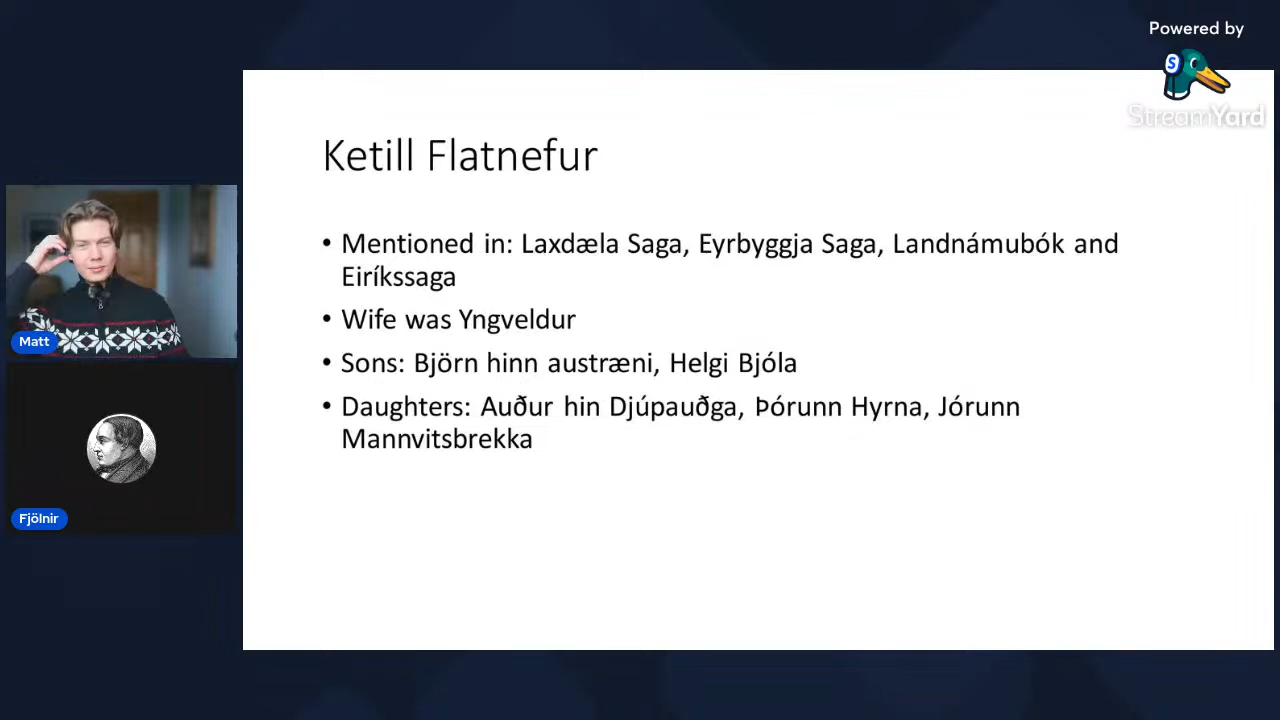 Powered by
StreamYard
Ketill Flatnefur
• Mentioned in: Laxdæla Saga, Eyrbyggja Saga, Landnámubók and
Eiríkssaga
• Wife was Yngveldur
• Sons: Björn hinn austræni, Helgi Bjóla
• Daughters: Auður hin Djúpauðga, Þórunn Hyrna, Jórunn
Mannvitsbrekka
Matt
Fjölnir